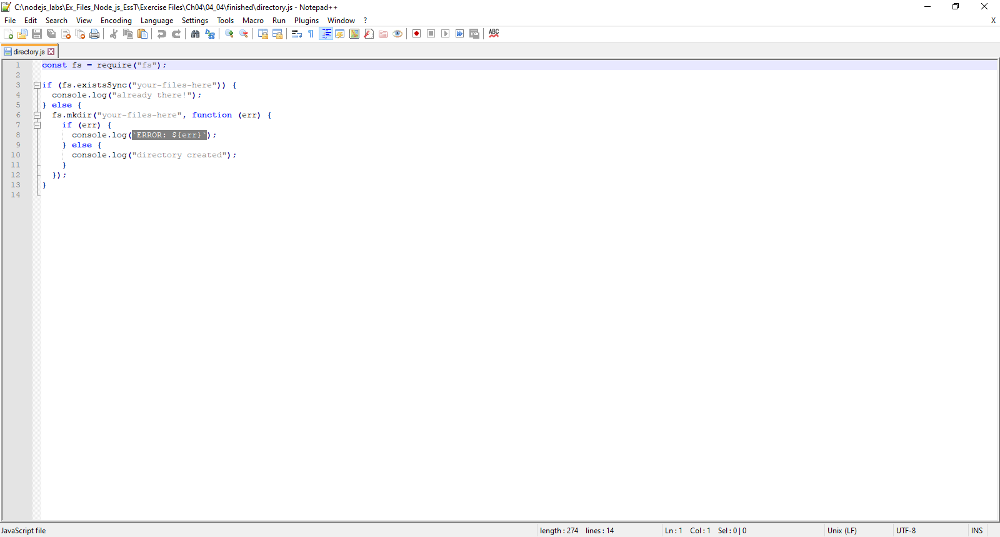 C:\nodejs_labs\Ex_Files_Node_js_EssT\Exercise Files\Ch04\04_04\finished\directory.js - Notepad++
File Edit Search View Encoding Language Settings Tools Macro Run Plugins Window ? X
ABC
directory.js
1 const fs = require("fs");
2
3 if (fs.existsSync("your-files-here")) {
4 console.log("already there!");
5 } else {
6 fs.mkdir("your-files-here", function (err) {
7 if (err) {
8 console.log(`ERROR: ${err}`);
9 } else {
10 console.log("directory created");
11 }
12 });
13 }
14
JavaScript file length : 274 lines : 14 Ln : 1 Col : 1 Sel : 0 | 0 Unix (LF) UTF-8 INS